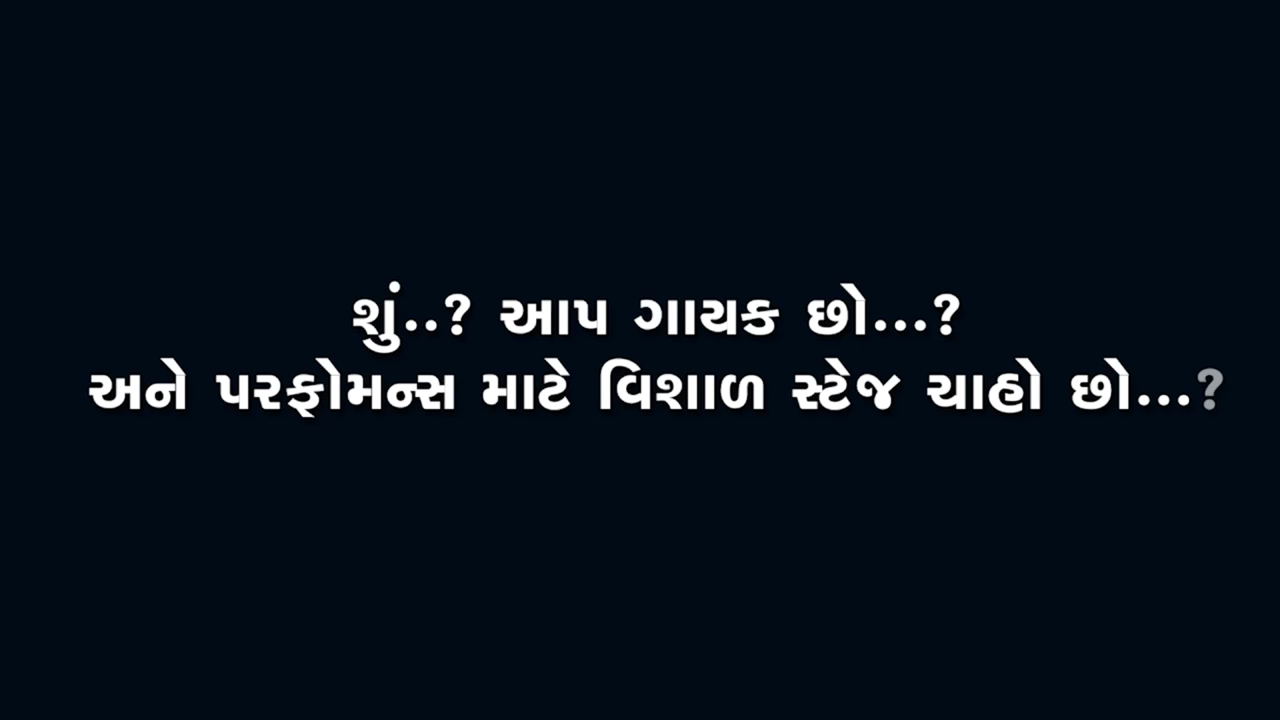 શું..? આપ ગાયક છો...?
અને પરફોમન્સ માટે વિશાળ સ્ટેજ ચાહો છો...?